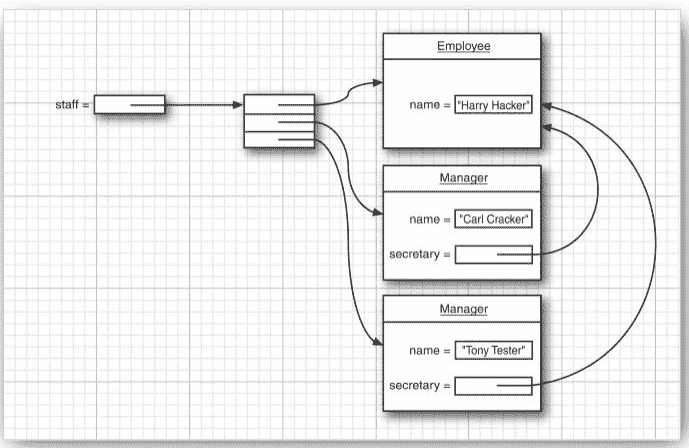 Employee
staff =
name = "Harry Hacker"
Manager
name = "Carl Cracker"
secretary =
Manager
name = "Tony Tester"
secretary =